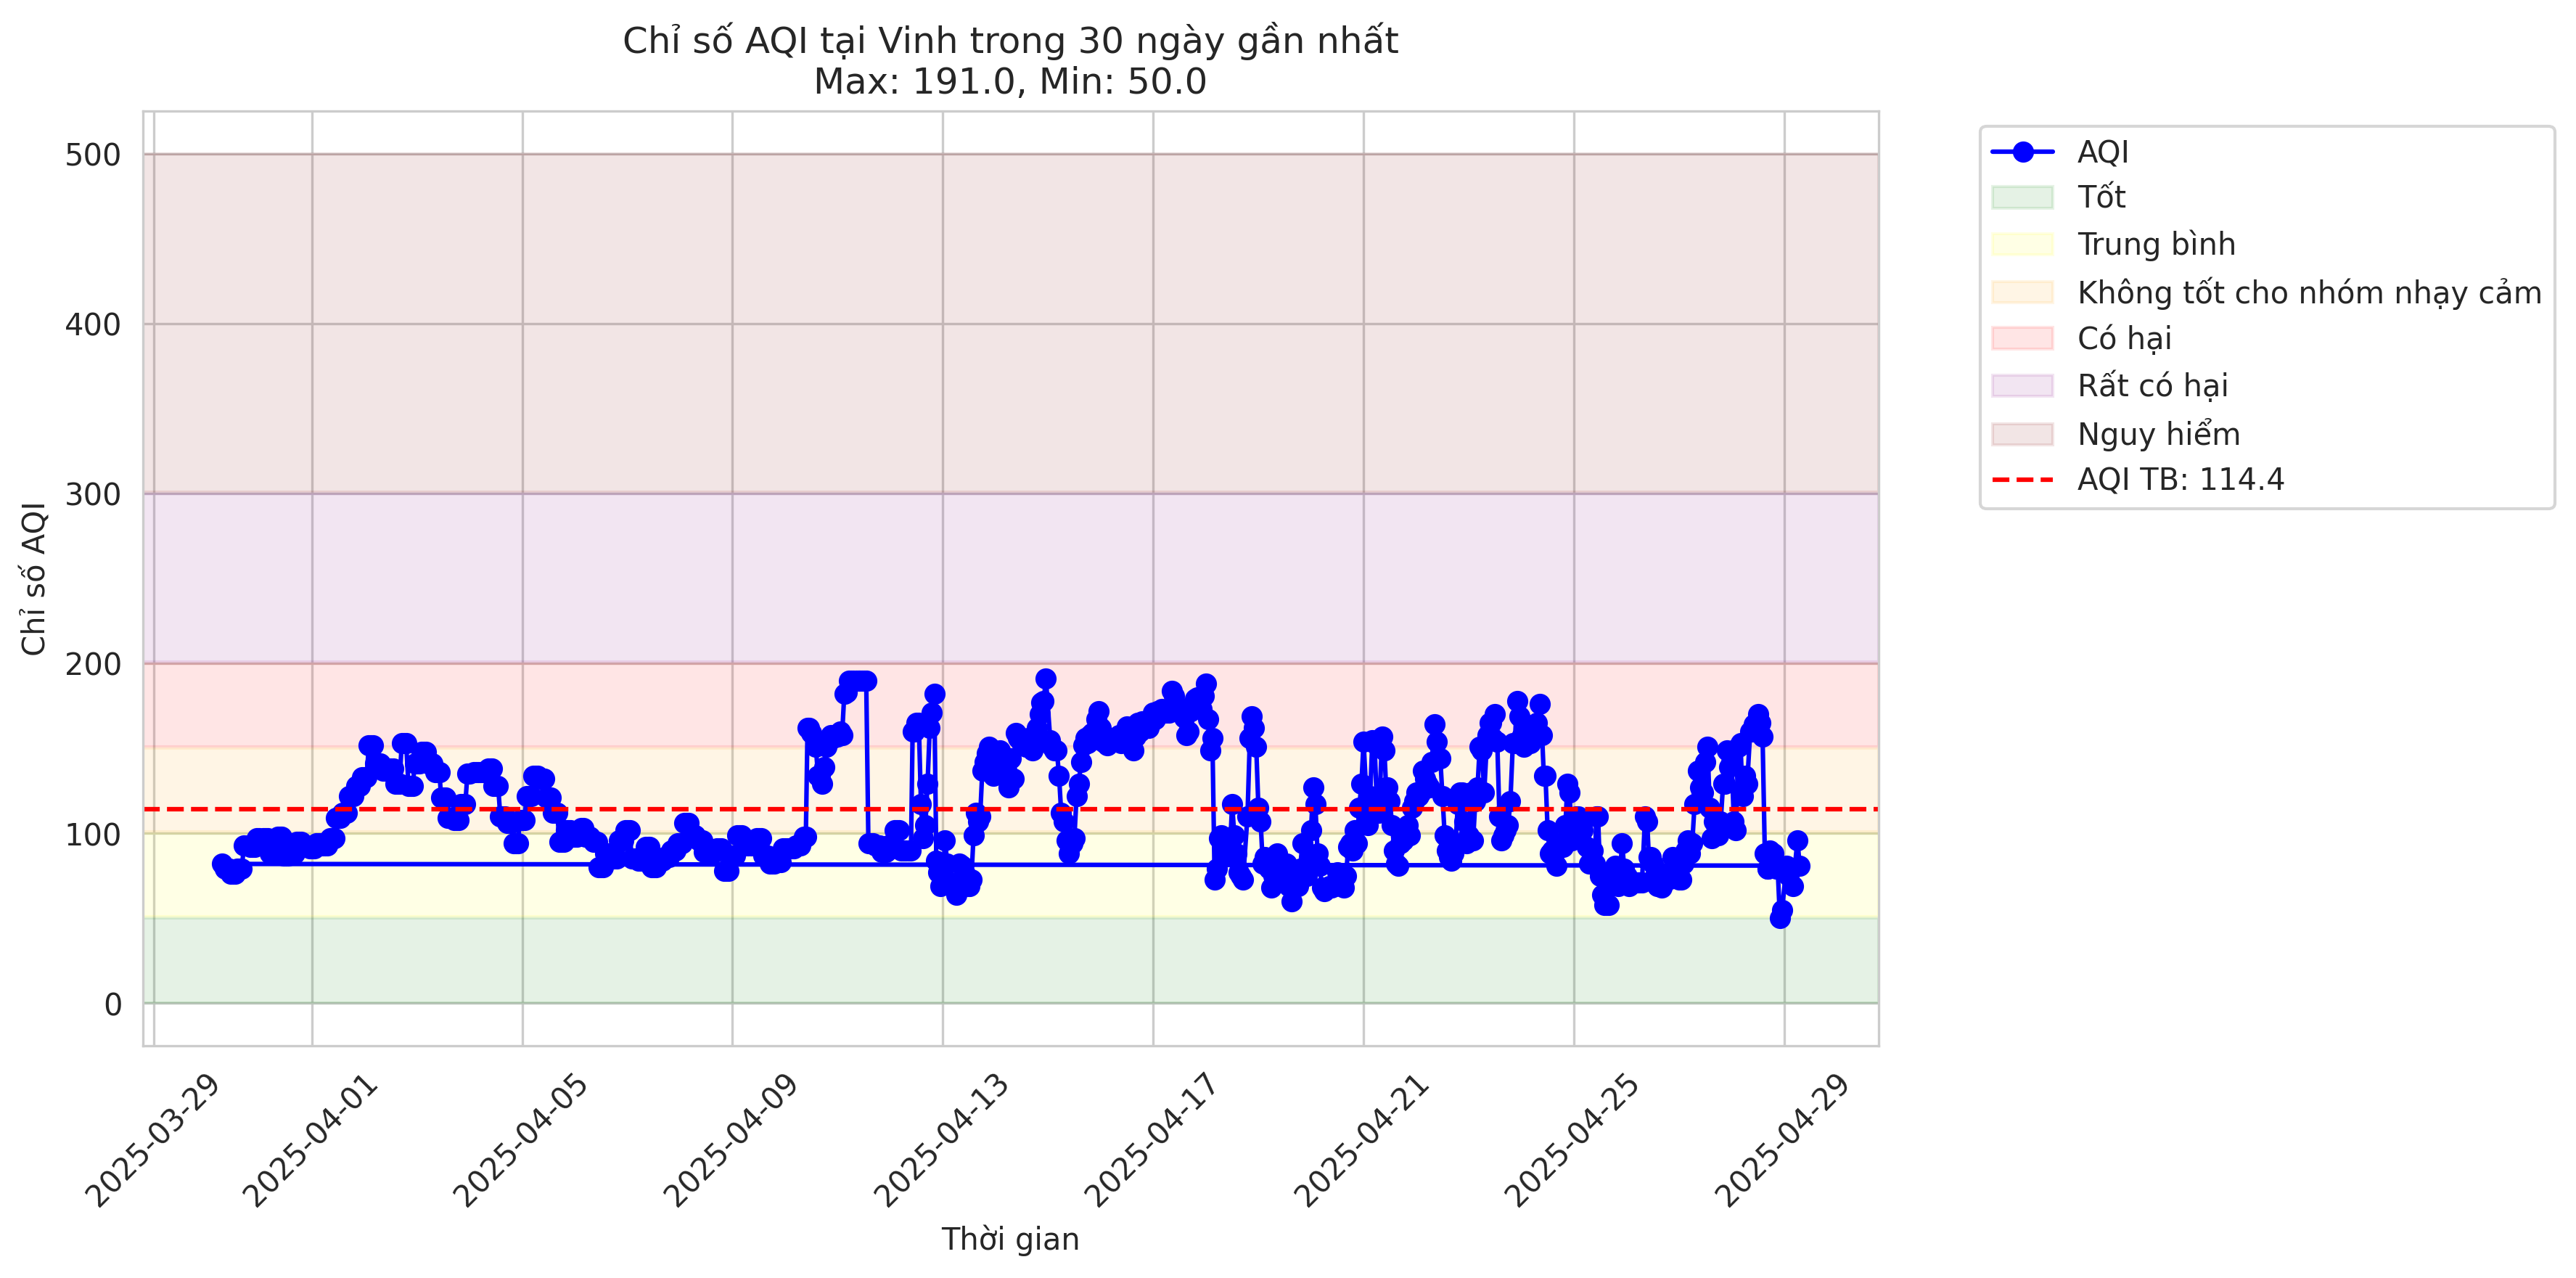 Chỉ số AQI tại Vinh trong 30 ngày gần nhất
Max: 191.0, Min: 50.0
Chỉ số AQI
500
400
300
200
100
0
2025-03-29
2025-04-01
2025-04-05
2025-04-09
2025-04-13
2025-04-17
2025-04-21
2025-04-25
2025-04-29
Thời gian
AQI
Tốt
Trung bình
Không tốt cho nhóm nhạy cảm
Có hại
Rất có hại
Nguy hiểm
AQI TB: 114.4